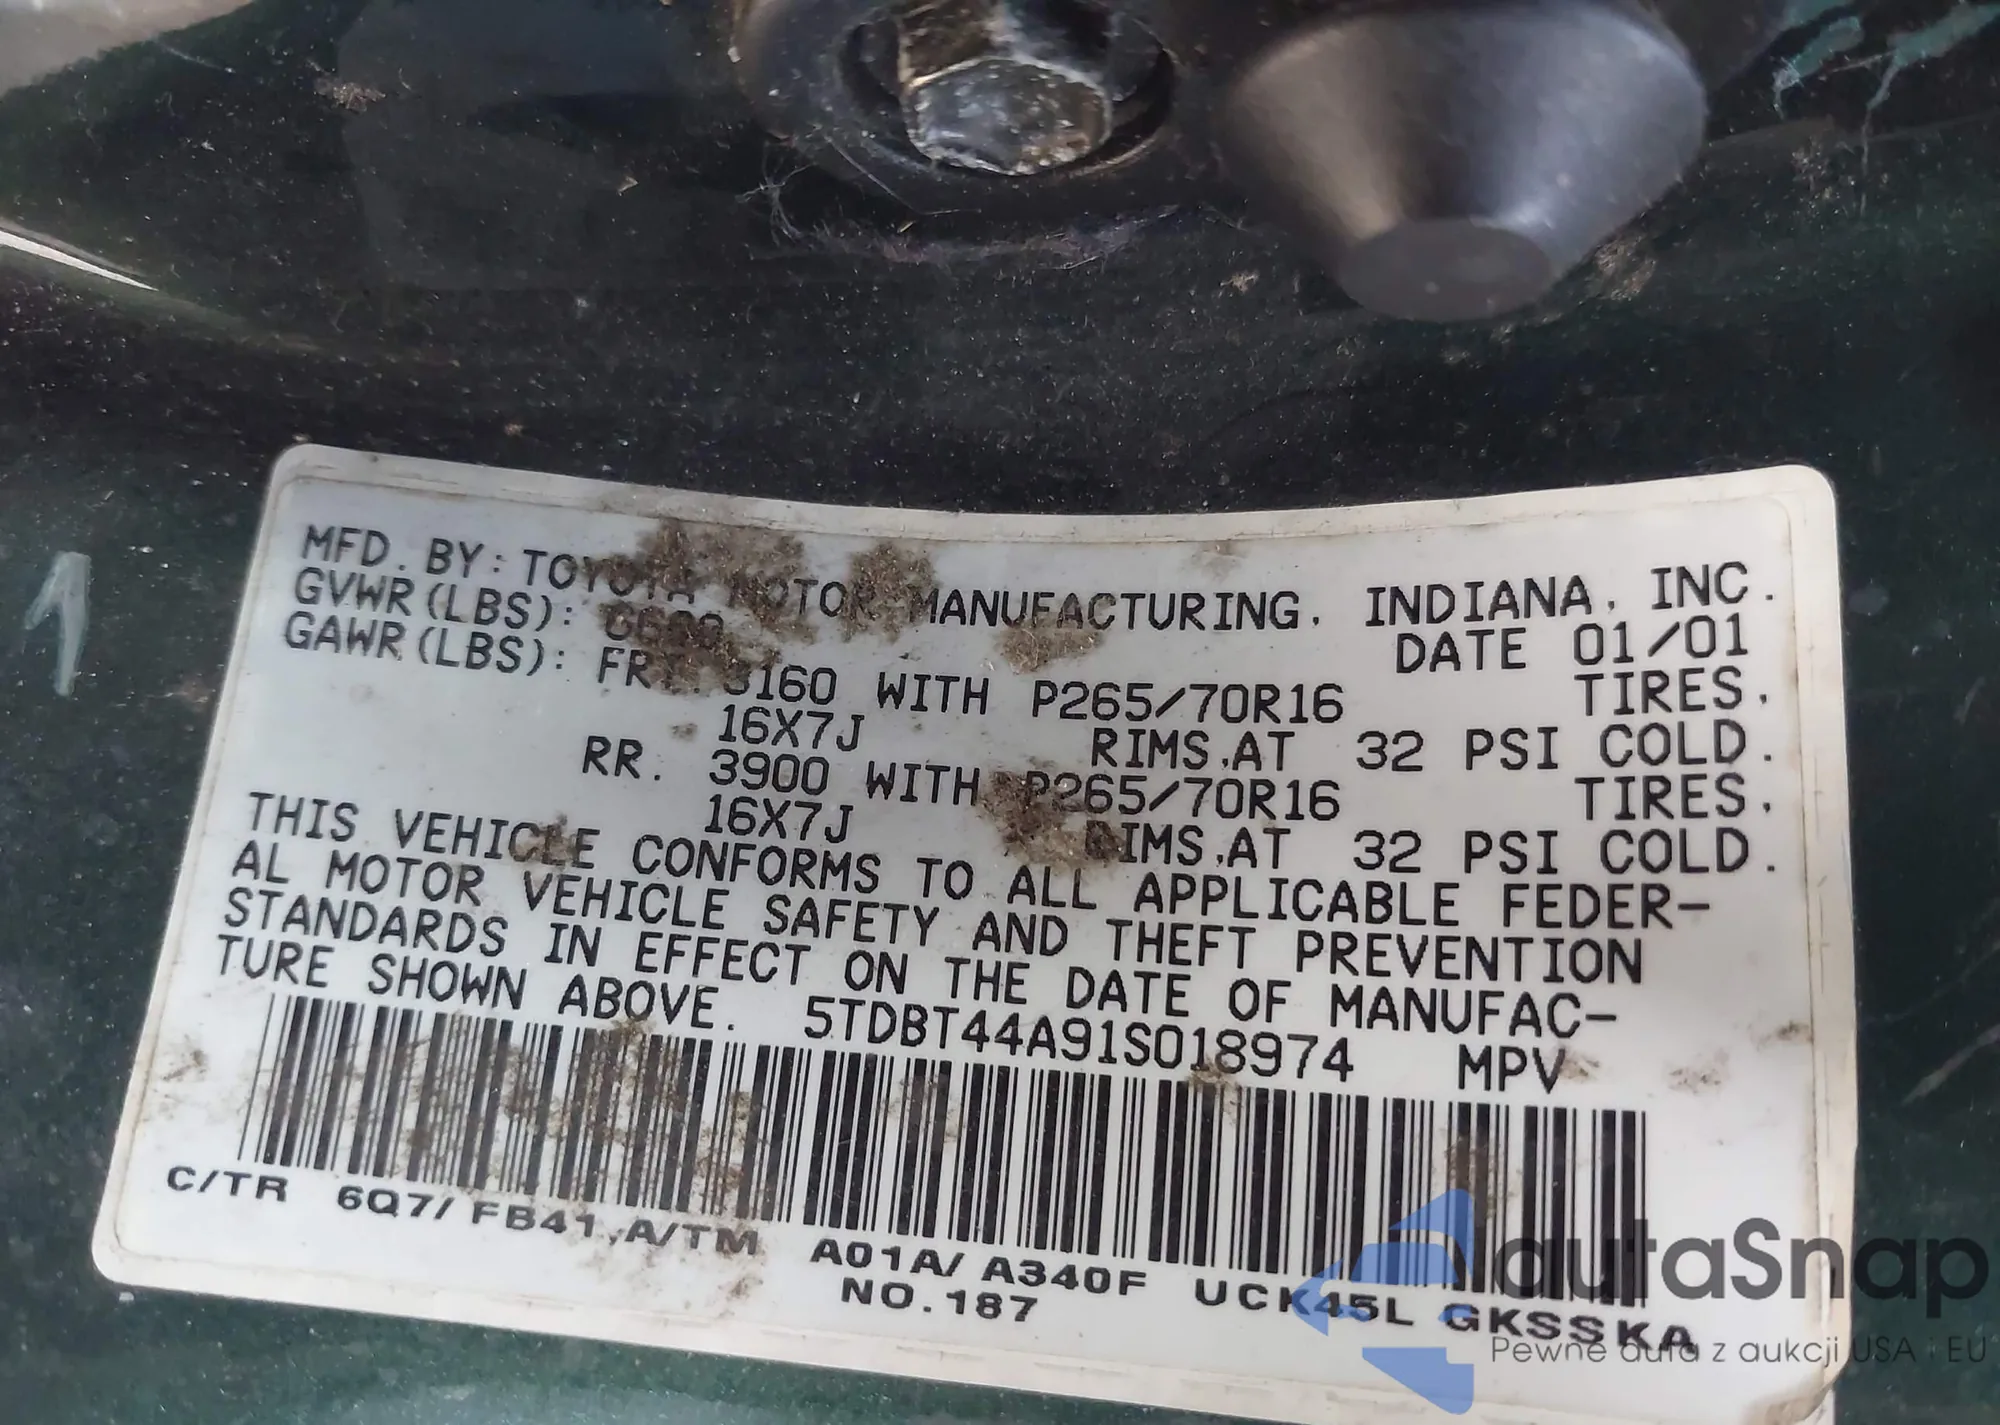 1
MFD. BY: TOYOTA MOTOR MANUFACTURING, INDIANA, INC.
GVWR(LBS): DATE 01/01
GAWR(LBS): FRT. 3160 WITH P265/70R16 TIRES.
16X7J RIMS,AT 32 PSI COLD.
RR. 3900 WITH P265/70R16 TIRES.
16X7J RIMS,AT 32 PSI COLD.
THIS VEHICLE CONFORMS TO ALL APPLICABLE FEDER-
AL MOTOR VEHICLE SAFETY AND THEFT PREVENTION
STANDARDS IN EFFECT ON THE DATE OF MANUFAC-
TURE SHOWN ABOVE. 5TDBT44A91S018974 MPV
C/TR 6Q7/ FB41,A/TM A01A/ A340F UCK45L GKSSKA
NO.187
autaSnap
Pewne auta z aukcji USA i EU